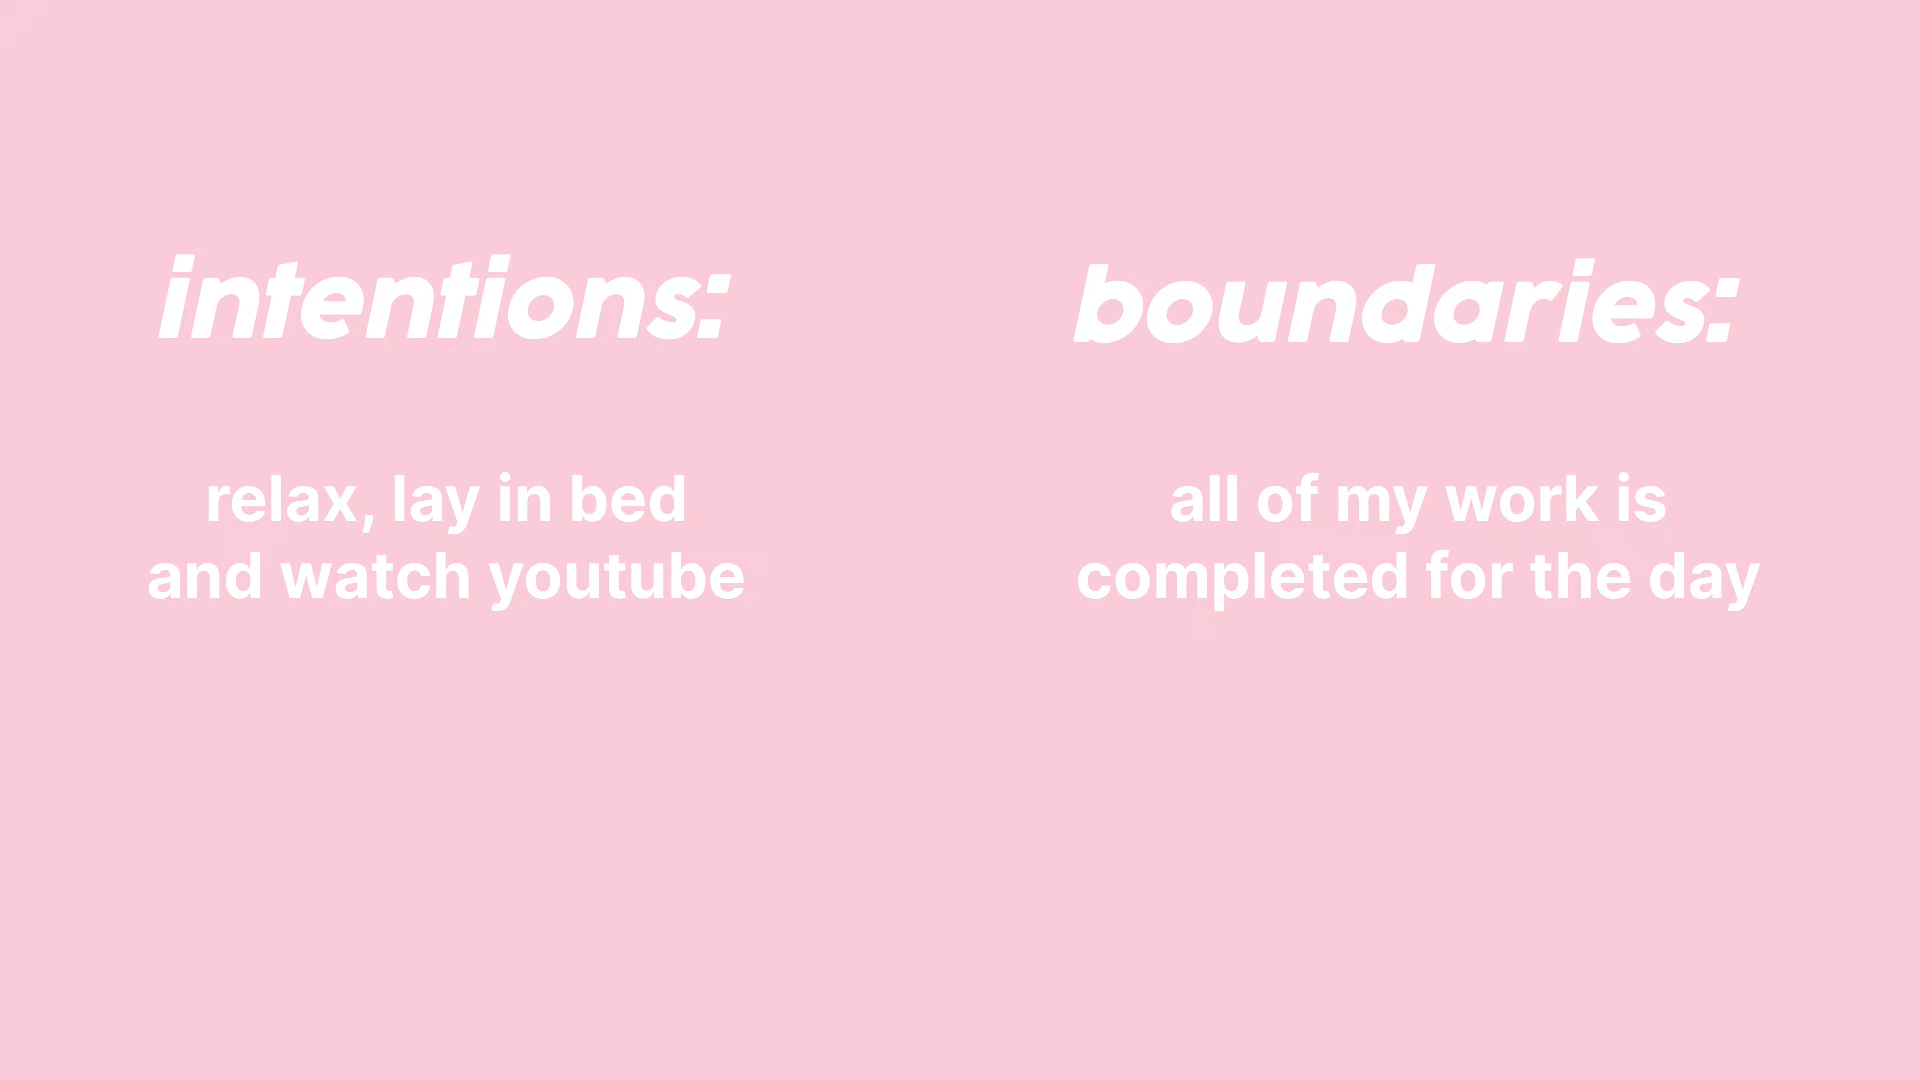 intentions:
relax, lay in bed
and watch youtube
boundaries:
all of my work is
completed for the day